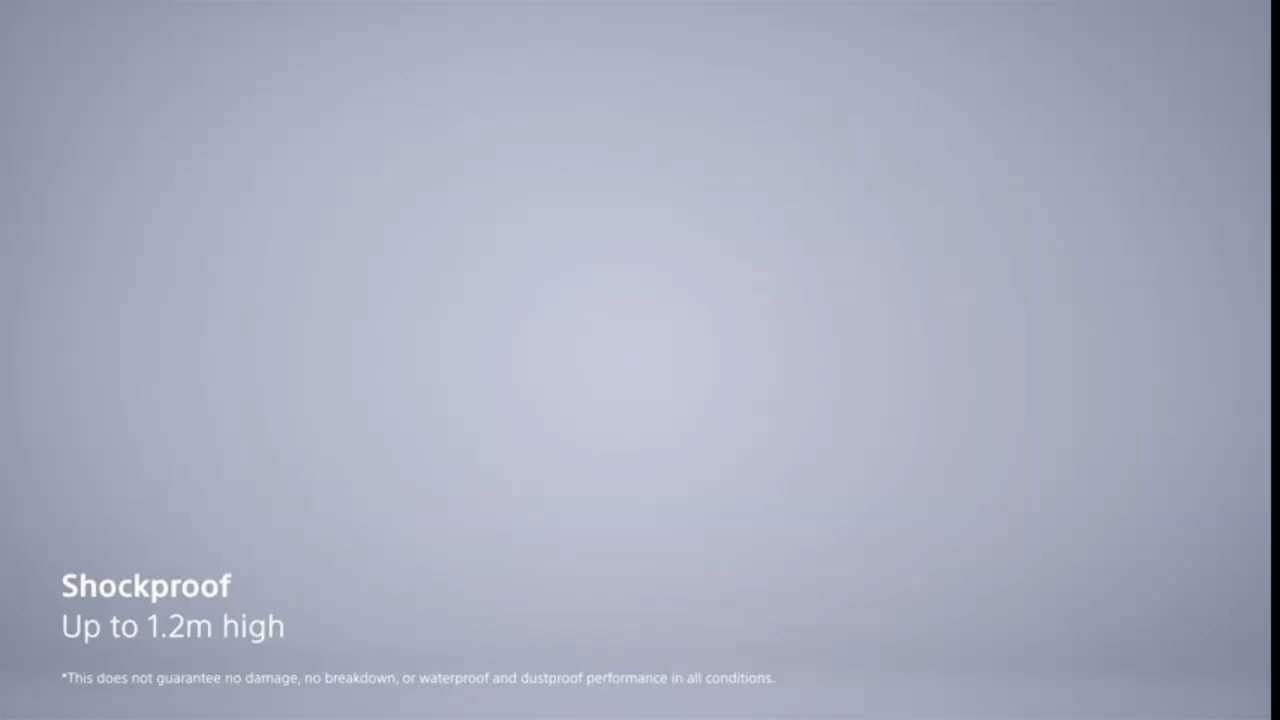 Shockproof
Up to 1.2m high
*This does not guarantee no damage, no breakdown, or waterproof and dustproof performance in all conditions.